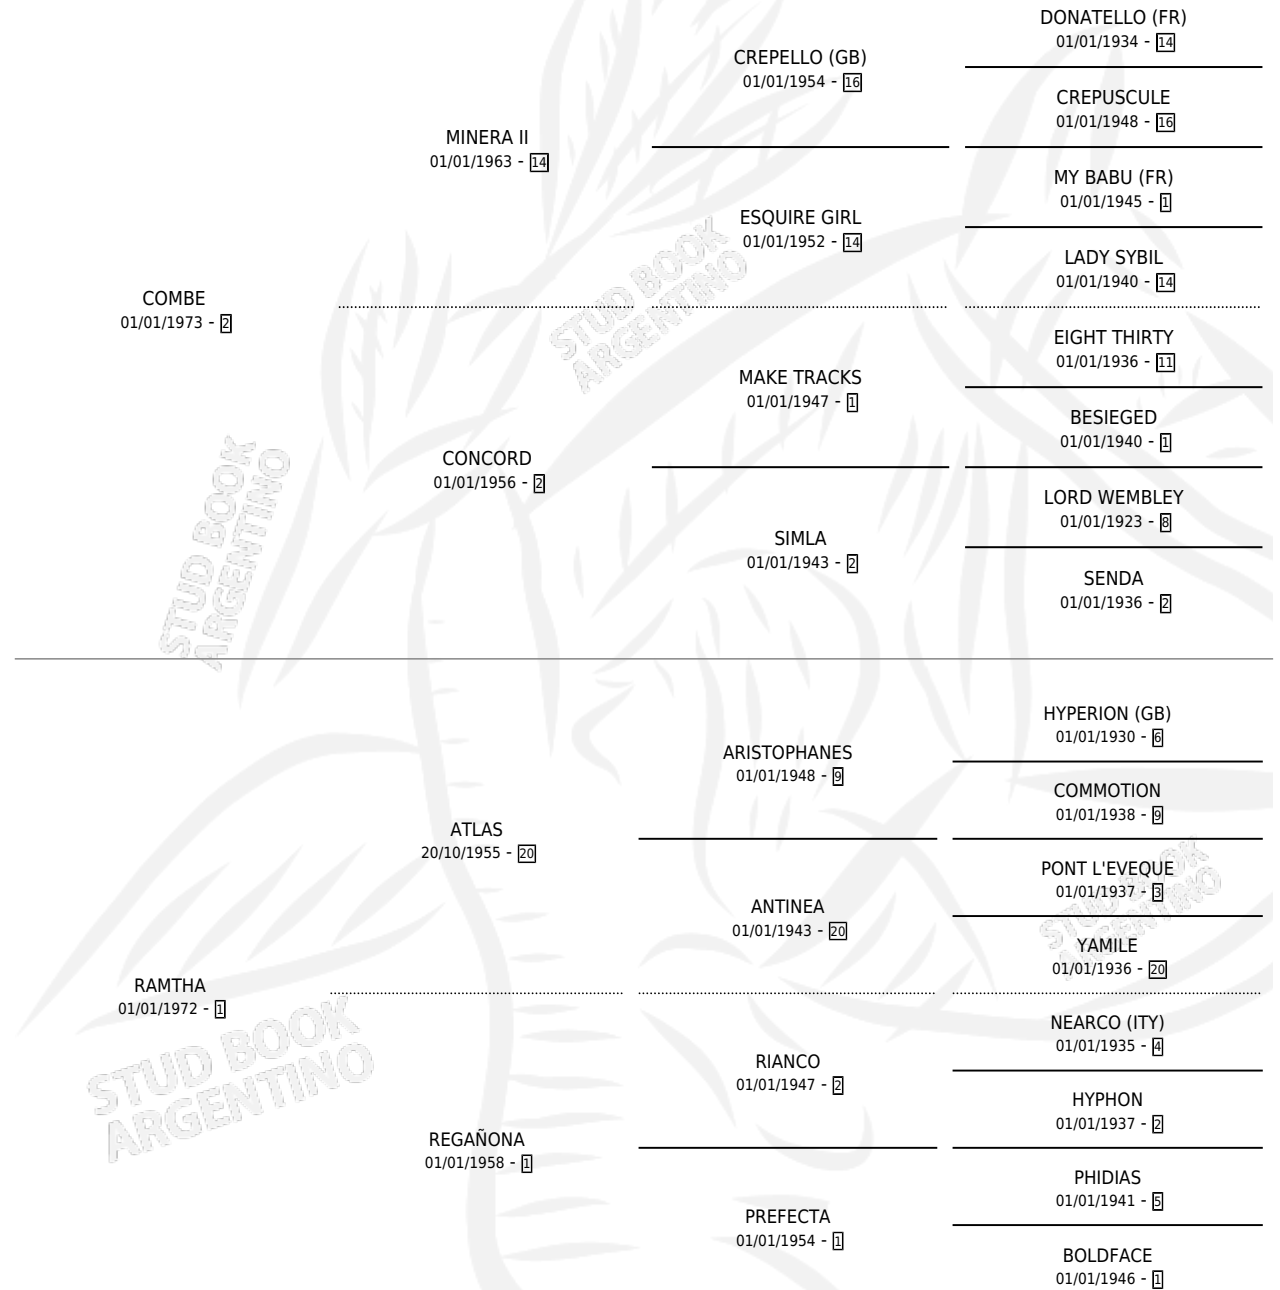 DONATELLO (FR)
01/01/1934 - 14
CREPELLO (GB)
01/01/1954 - 16
CREPUSCULE
01/01/1948 - 16
MINERA II
01/01/1963 - 14
MY BABU (FR)
01/01/1945 - 1
ESQUIRE GIRL
01/01/1952 - 14
LADY SYBIL
01/01/1940 - 14
COMBE
01/01/1973 - 2
EIGHT THIRTY
01/01/1936 - 11
MAKE TRACKS
01/01/1947 - 1
BESIEGED
01/01/1940 - 1
CONCORD
01/01/1956 - 2
LORD WEMBLEY
01/01/1923 - 8
SIMLA
01/01/1943 - 2
SENDA
01/01/1936 - 2
HYPERION (GB)
01/01/1930 - 6
ARISTOPHANES
01/01/1948 - 9
COMMOTION
01/01/1938 - 9
ATLAS
20/10/1955 - 20
PONT L'EVEQUE
01/01/1937 - 3
ANTINEA
01/01/1943 - 20
YAMILE
01/01/1936 - 20
RAMTHA
01/01/1972 - 1
NEARCO (ITY)
01/01/1935 - 4
RIANCO
01/01/1947 - 2
HYPHON
01/01/1937 - 2
REGAÑONA
01/01/1958 - 1
PHIDIAS
01/01/1941 - 5
PREFECTA
01/01/1954 - 1
BOLDFACE
01/01/1946 - 1
STUD BOOK
ARGENTINO
STUD BOOK
ARGENTINO
STUD BOOK
ARGENTINO
STUD BOOK
ARGENTINO